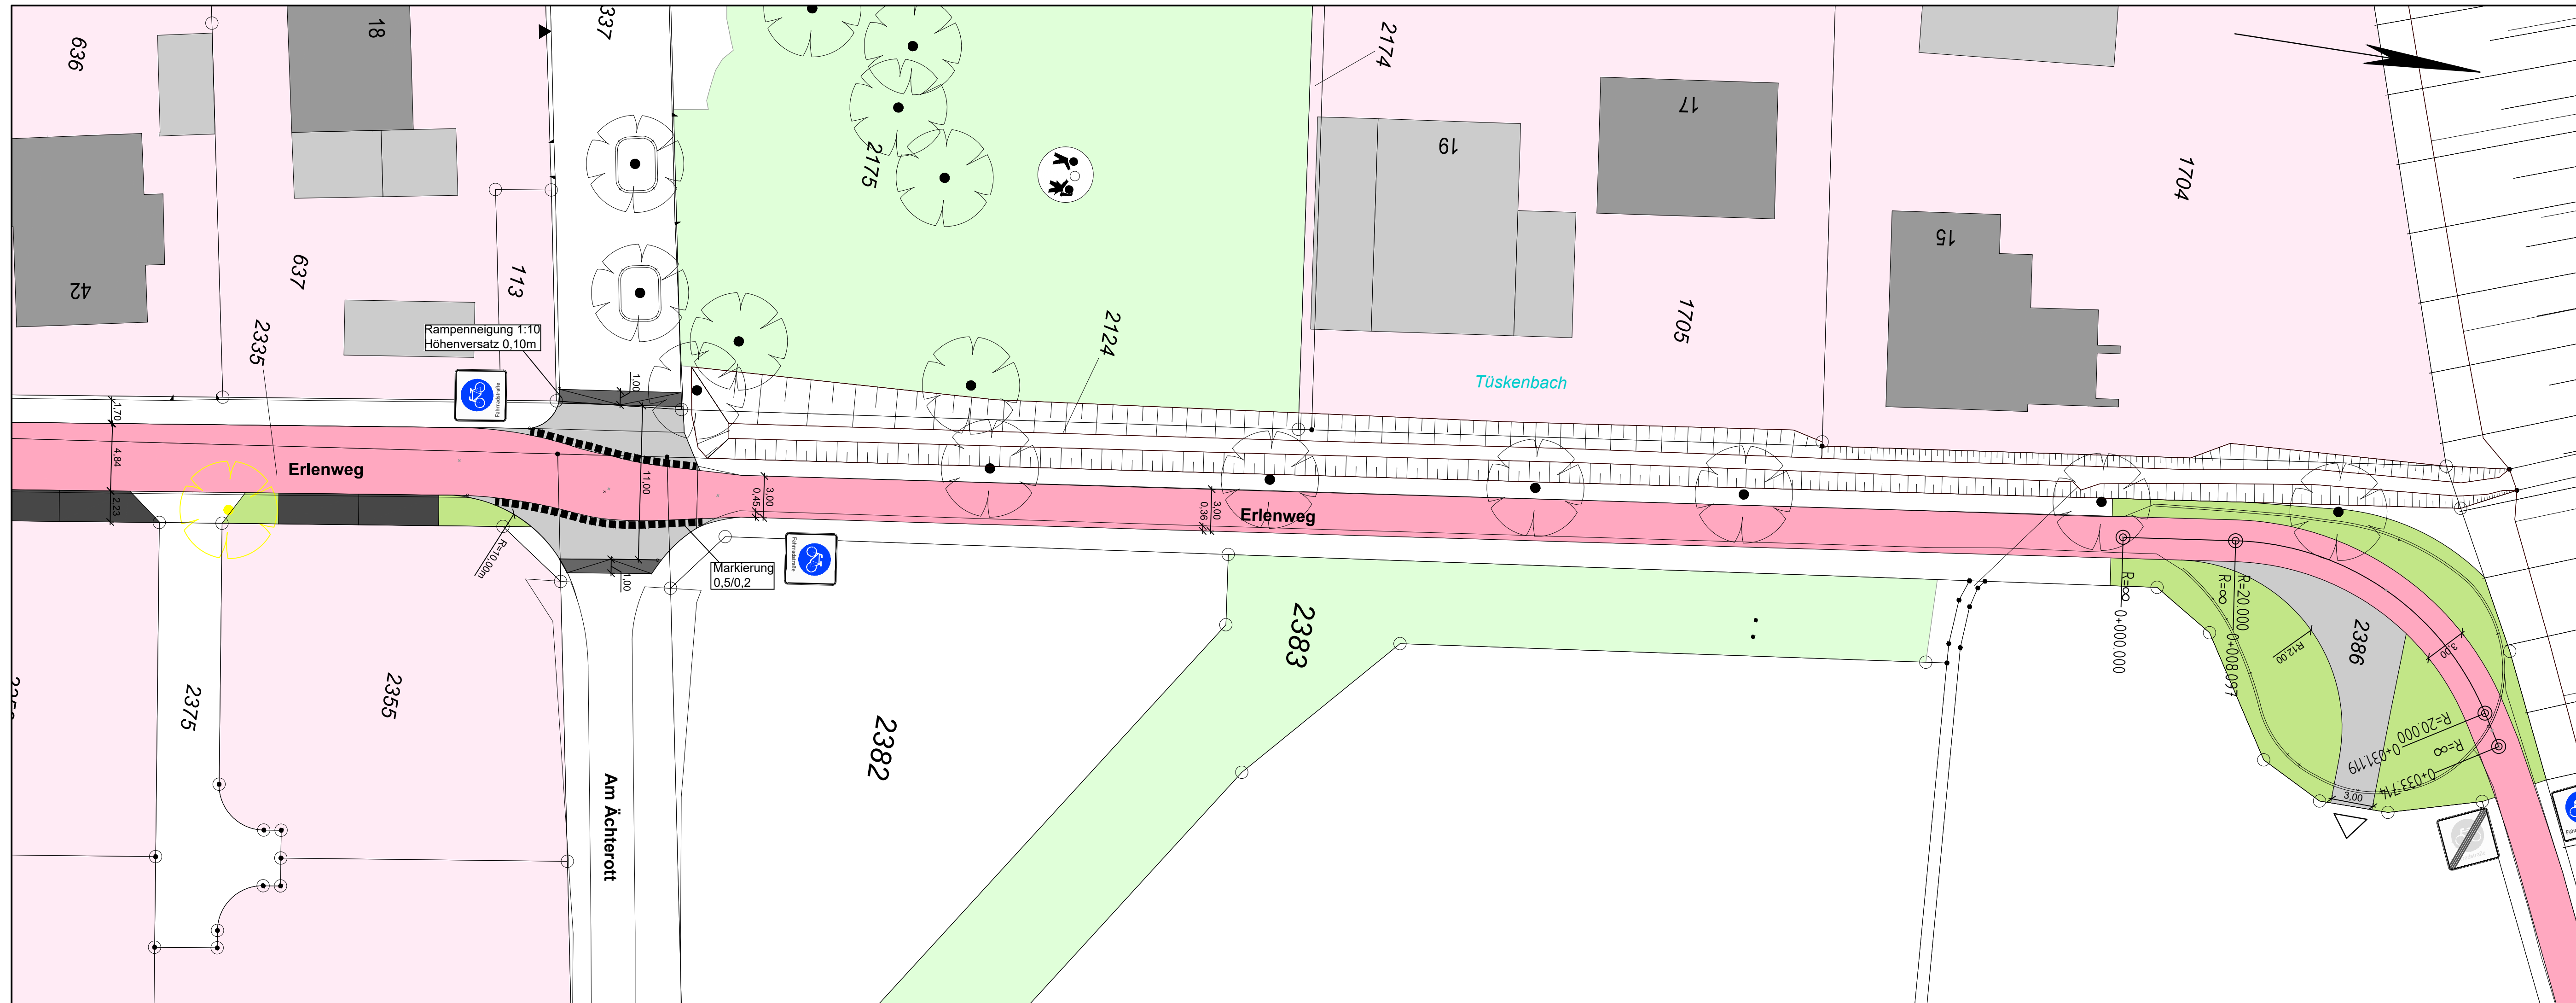 636
18
337
2174
17
19
2175
1704
15
42
637
113
2335
Rampenneigung 1:10
Höhenversatz 0,10m
Fahrradstraße
1,00
2124
1705
Tüskenbach
1,70
4,84
2,23
Erlenweg
11,00
3,00
0,45
3,00
0,36
Erlenweg
R=10,00m
1,00
Markierung
0,5/0,2
Fahrradstraße
2383
R=∞
0+000.000
R=20.000
R=∞
0+008.097
R12,00
2386
3,00
2375
2355
2382
R=20.000
0+031.119
R=∞
0+033.714
3,00
Am Ächterott